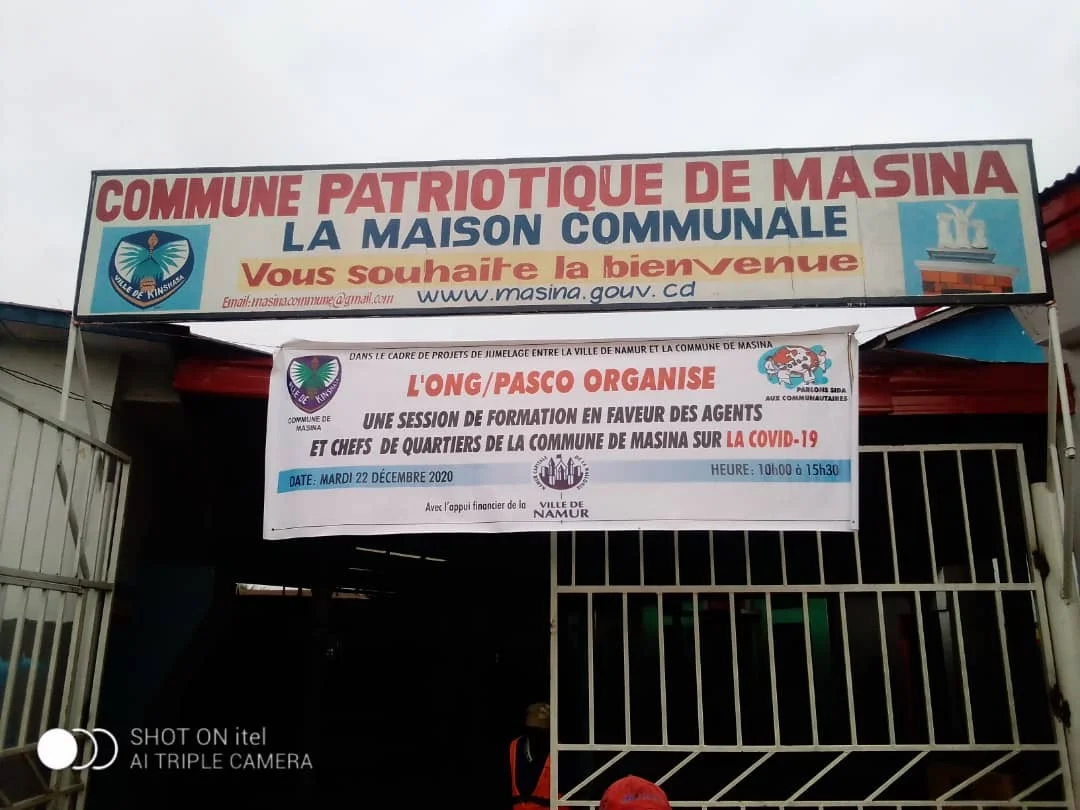 COMMUNE PATRIOTIQUE DE MASINA
LA MAISON COMMUNALE
Vous souhaite la bienvenue
Email:masinacommune@gmail.com
www.masina.gouv.cd
VILLE DE KINSHASA
DANS LE CADRE DE PROJETS DE JUMELAGE ENTRE LA VILLE DE NAMUR ET LA COMMUNE DE MASINA
VILLE DE KINSHASA
COMMUNE DE
MASINA
L'ONG/PASCO ORGANISE
PARLONS SIDA
AUX COMMUNAUTAIRES
UNE SESSION DE FORMATION EN FAVEUR DES AGENTS
ET CHEFS DE QUARTIERS DE LA COMMUNE DE MASINA SUR LA COVID-19
DATE: MARDI 22 DÉCEMBRE 2020
HEURE: 10h00 à 15h30
NAMUR CAPITALE DE LA WALLONIE
Avec l'appui financier de la
VILLE DE
NAMUR
SHOT ON itel
AI TRIPLE CAMERA